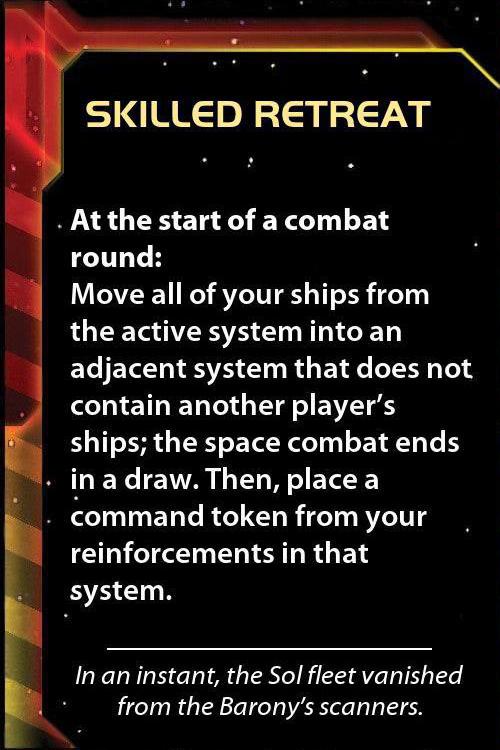 SKILLED RETREAT
At the start of a combat
round:
Move all of your ships from
the active system into an
adjacent system that does not
contain another player's
ships; the space combat ends
in a draw. Then, place a
command token from your
reinforcements in that
system.
In an instant, the Sol fleet vanished
from the Barony's scanners.